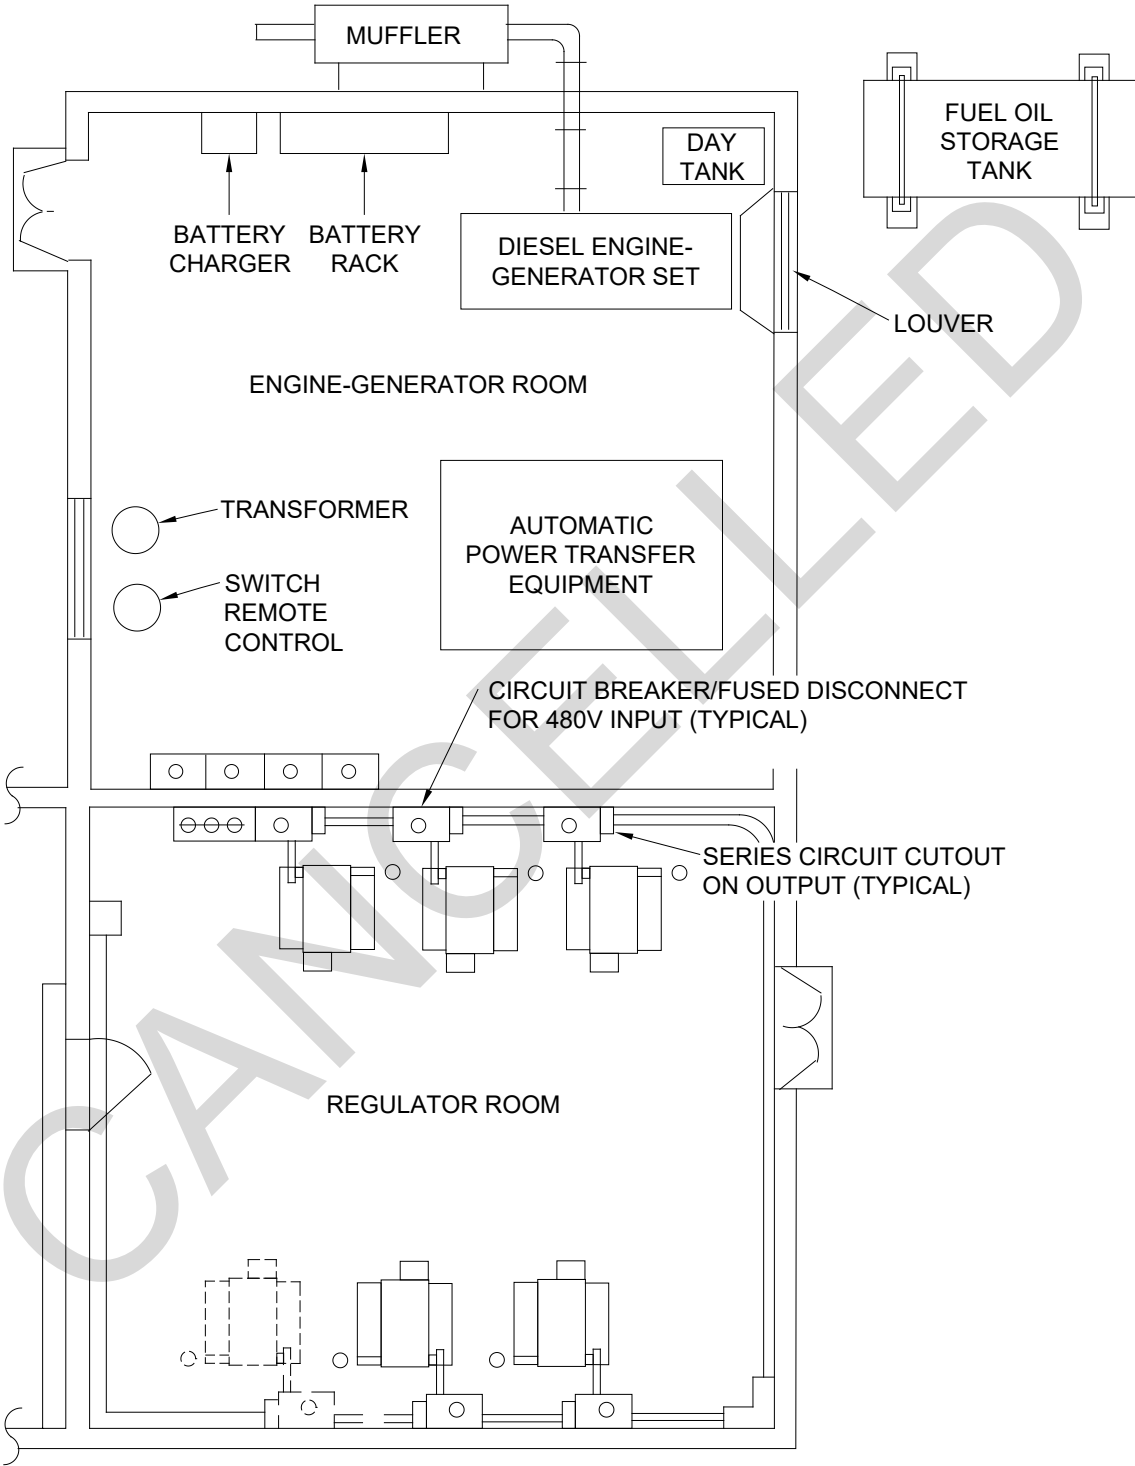 MUFFLER
FUEL OIL
STORAGE
TANK
DAY
TANK
BATTERY
CHARGER
BATTERY
RACK
DIESEL ENGINE-
GENERATOR SET
LOUVER
ENGINE-GENERATOR ROOM
TRANSFORMER
AUTOMATIC
POWER TRANSFER
EQUIPMENT
SWITCH
REMOTE
CONTROL
CIRCUIT BREAKER/FUSED DISCONNECT
FOR 480V INPUT (TYPICAL)
SERIES CIRCUIT CUTOUT
ON OUTPUT (TYPICAL)
REGULATOR ROOM
CANCELLED